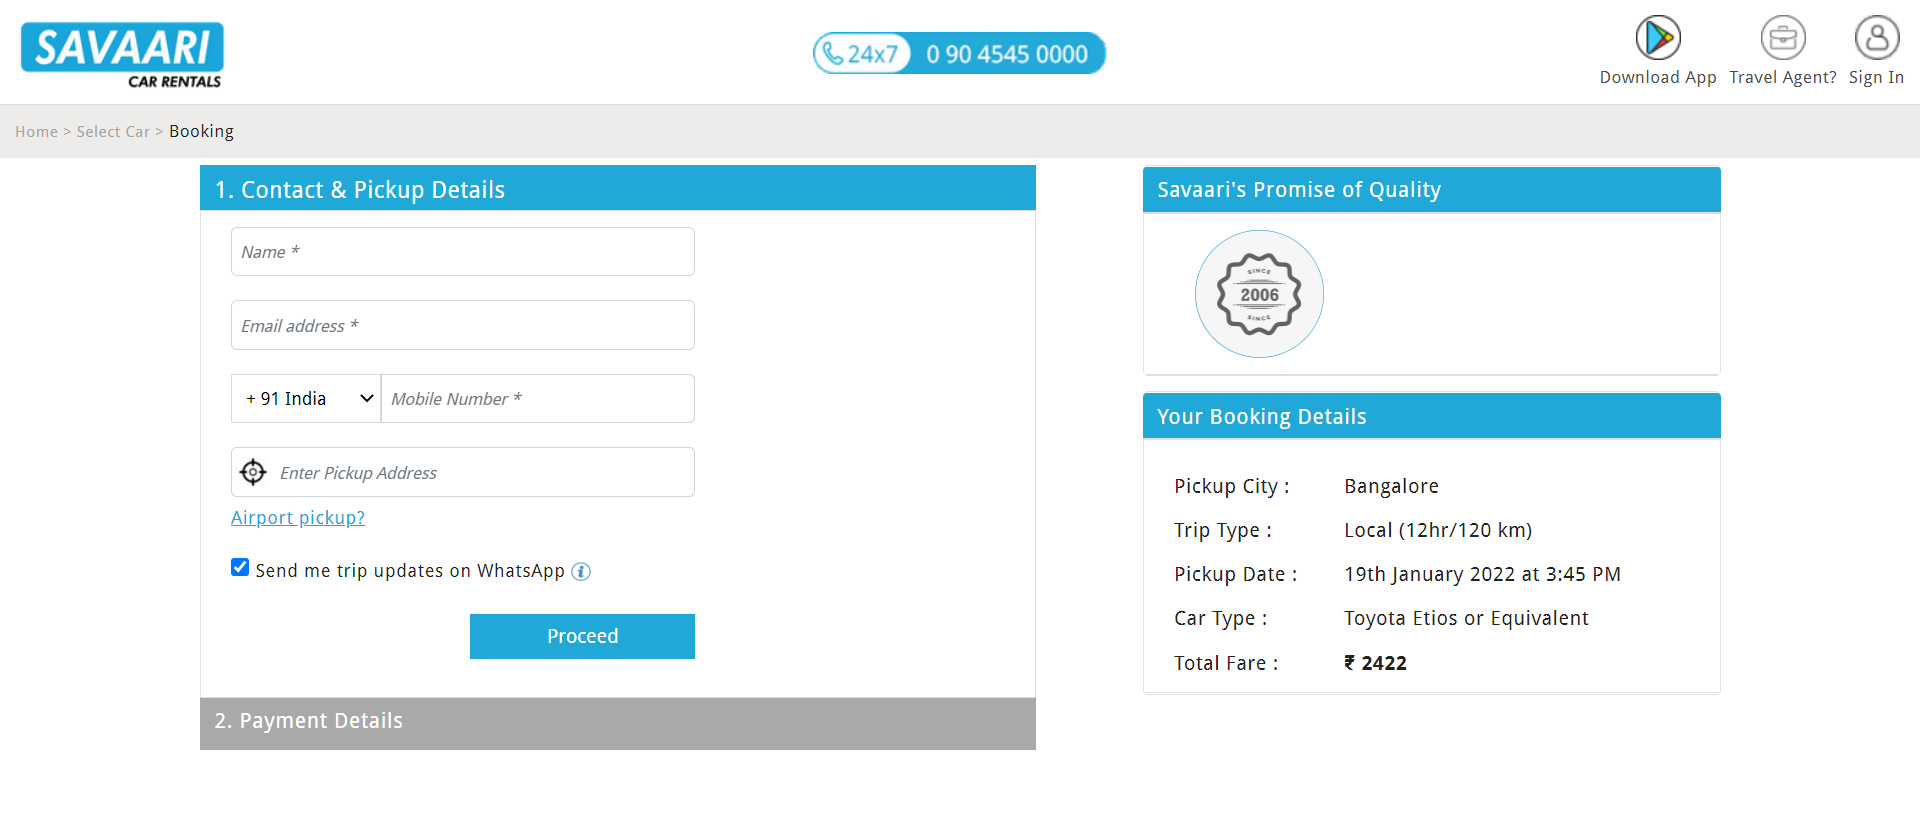 SAVAARI
CAR RENTALS
24x7 0 90 4545 0000
Download App
Travel Agent?
Sign In
Home > Select Car > Booking
1. Contact & Pickup Details
Name *
Email address *
+ 91 India
Mobile Number *
Enter Pickup Address
Airport pickup?
Send me trip updates on WhatsApp
Proceed
2. Payment Details
Savaari's Promise of Quality
SINCE
2006
SINCE
Your Booking Details
Pickup City : Bangalore
Trip Type : Local (12hr/120 km)
Pickup Date : 19th January 2022 at 3:45 PM
Car Type : Toyota Etios or Equivalent
Total Fare : ₹ 2422